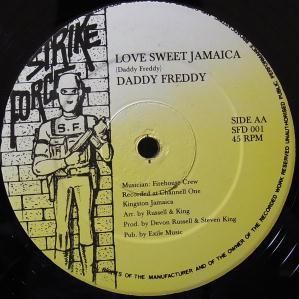 STRIKE
FORCE
S.F.
LOVE SWEET JAMAICA
(Daddy Freddy)
DADDY FREDDY
SIDE AA
SFD 001
45 RPM
Musician: Firehouse Crew
Recorded at Channell One
Kingston Jamaica
Arr. by Russell & King
Prod. by Devon Russell & Steven King
Pub. by Exile Music
RIGHTS OF THE MANUFACTURER AND OF THE OWNER OF THE RECORDED WORK RESERVED UNAUTHORISED PUBLIC